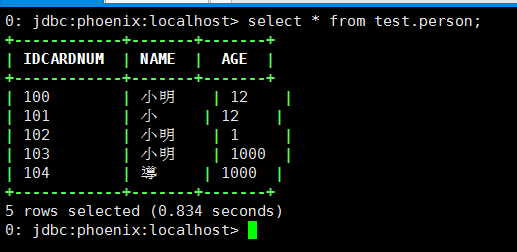 0: jdbc:phoenix:localhost> select * from test.person;
+------------+-------+-------+
| IDCARDNUM  | NAME  |  AGE  |
+------------+-------+-------+
| 100        | 小明    | 12    |
| 101        | 小     | 12    |
| 102        | 小明    | 1     |
| 103        | 小明    | 1000  |
| 104        | 導     | 1000  |
+------------+-------+-------+
5 rows selected (0.834 seconds)
0: jdbc:phoenix:localhost>